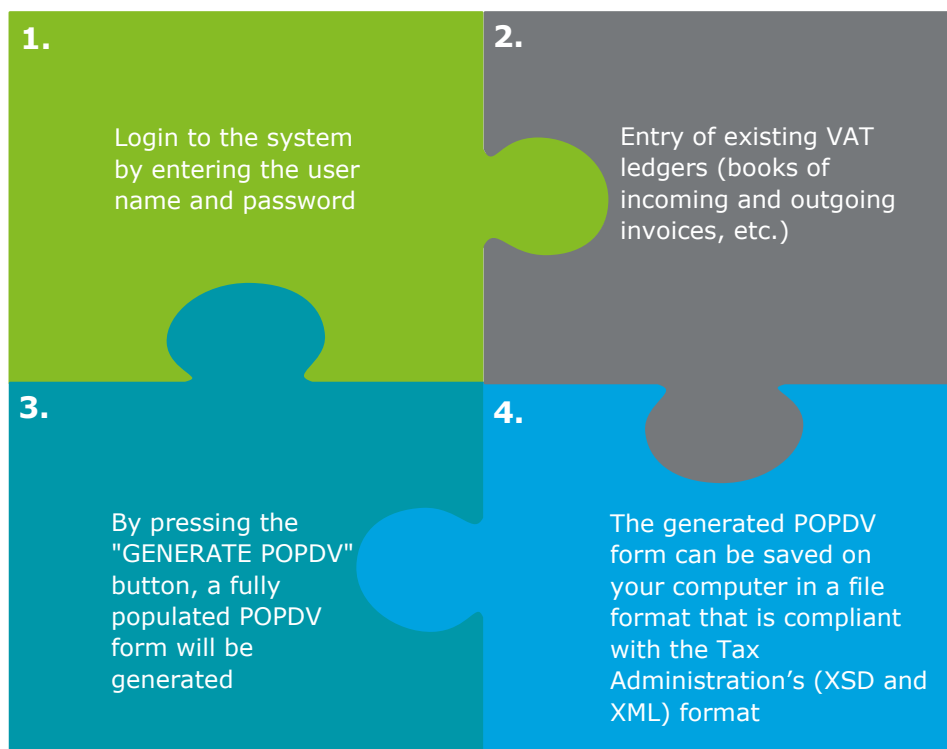 1.
Login to the system
by entering the user
name and password
2.
Entry of existing VAT
ledgers (books of
incoming and outgoing
invoices, etc.)
3.
By pressing the
"GENERATE POPDV"
button, a fully
populated POPDV
form will be
generated
4.
The generated POPDV
form can be saved on
your computer in a file
format that is compliant
with the Tax
Administration’s (XSD and
XML) format